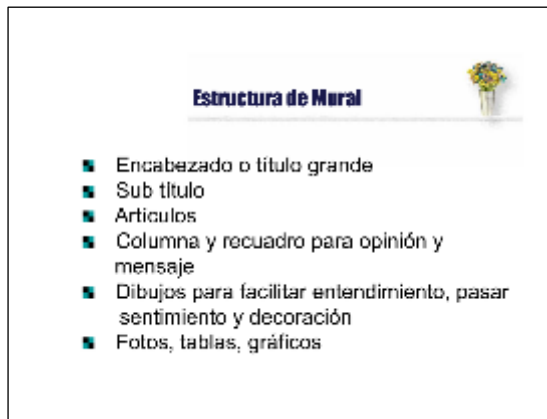 Estructura de Mural
Encabezado o título grande
Sub título
Articulos
Columna y recuadro para opinión y
mensaje
Dibujos para facilitar entendimiento, pasar
sentimiento y decoración
Fotos, tablas, gráficos